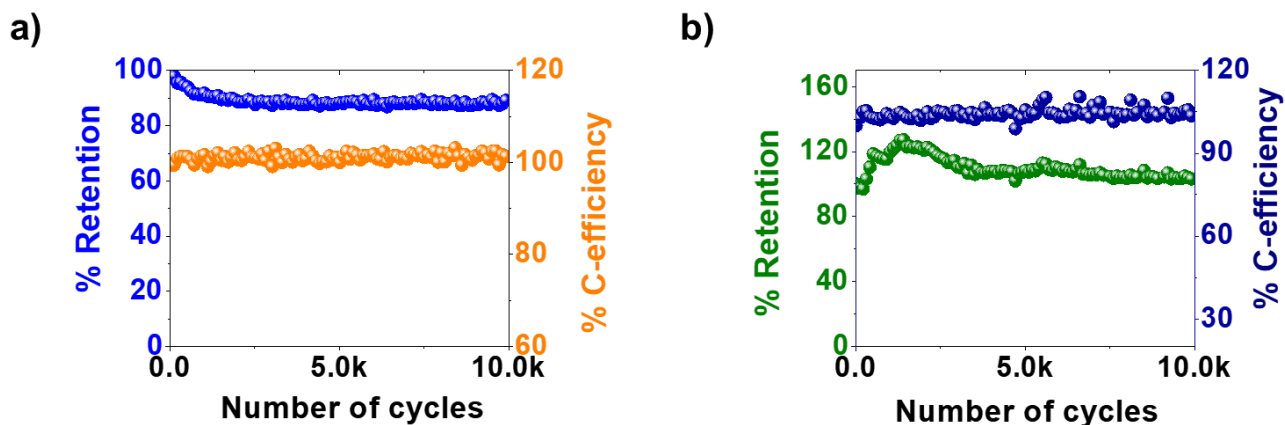 a)
% Retention
100
80
60
40
20
0
120
100
80
60
% C-efficiency
0.0
5.0k
10.0k
Number of cycles
b)
% Retention
160
120
80
40
0
120
90
60
30
% C-efficiency
0.0
5.0k
10.0k
Number of cycles